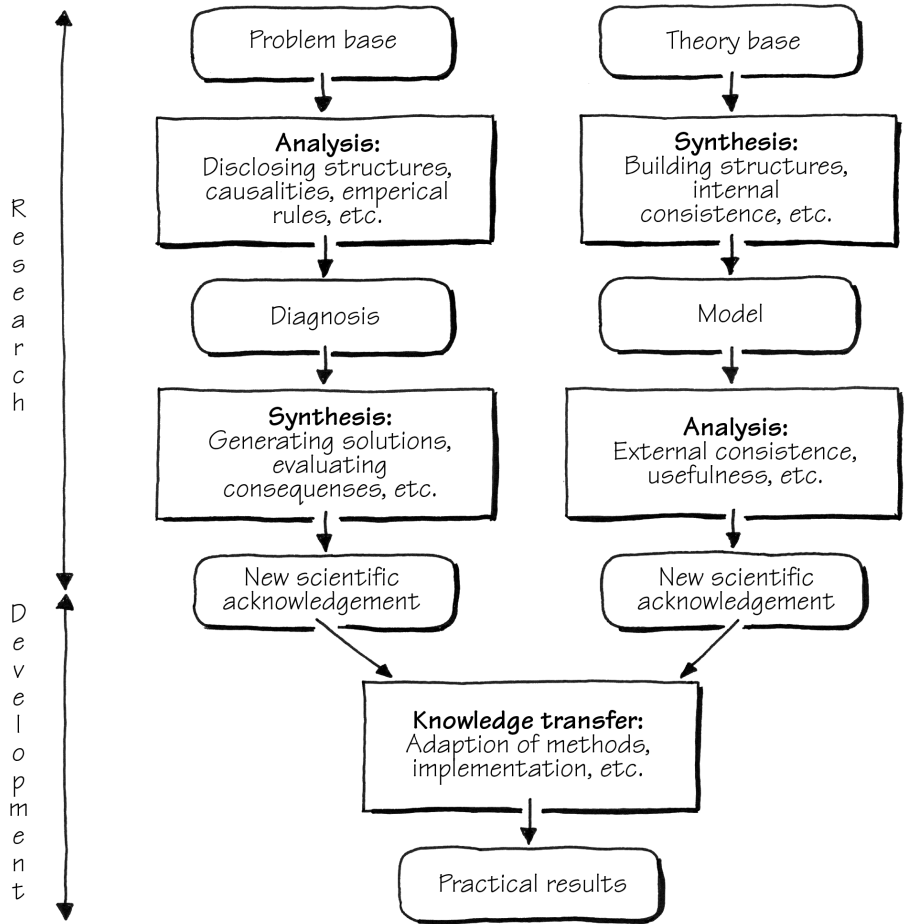 Problem base
Theory base
Analysis:
Disclosing structures,
causalities, emperical
rules, etc.
Synthesis:
Building structures,
internal
consistence, etc.
Research
Diagnosis
Model
Synthesis:
Generating solutions,
evaluating
consequenses, etc.
Analysis:
External consistence,
usefulness, etc.
New scientific
acknowledgement
New scientific
acknowledgement
Development
Knowledge transfer:
Adaption of methods,
implementation, etc.
Practical results